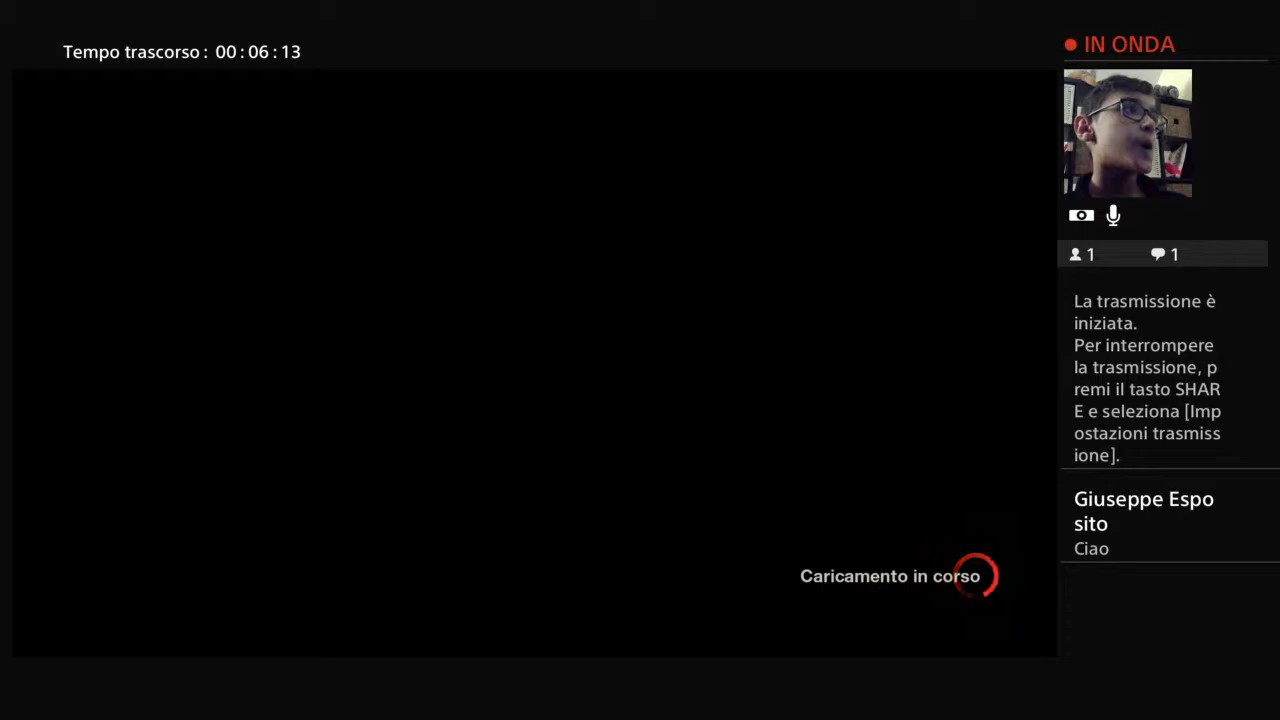 Tempo trascorso : 00 : 06 : 13
IN ONDA
1 1
La trasmissione è
iniziata.
Per interrompere
la trasmissione, p
remi il tasto SHAR
E e seleziona [Imp
ostazioni trasmiss
ione].
Giuseppe Espo
sito
Ciao
Caricamento in corso